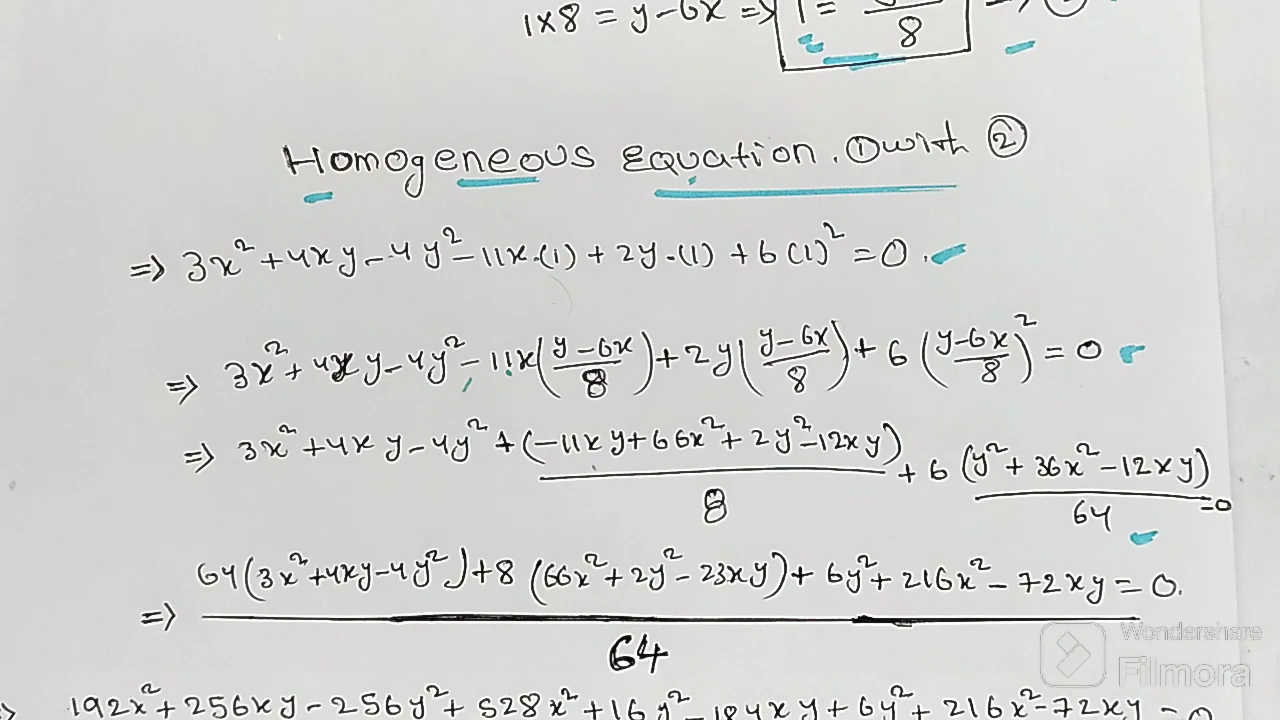 1×8 = y-6x => 1 = 8
Homogeneous Equation. ① with ②
=> 3x² + 4xy - 4y² - 11x.(1) + 2y.(1) + 6(1)² = 0.
=> 3x² + 4xy - 4y² - 11x((y-6x)/8) + 2y((y-6x)/8) + 6((y-6x)/8)² = 0
=> 3x² + 4xy - 4y² + (-11xy + 66x² + 2y² - 12xy)/8 + 6(y² + 36x² - 12xy)/64 = 0
=> 64(3x² + 4xy - 4y²) + 8(66x² + 2y² - 23xy) + 6y² + 216x² - 72xy = 0.
64
Wondershare
Filmora
192x² + 256xy - 256y² + 528x² + 16y² - 184xy + 6y² + 216x² - 72xy = 0